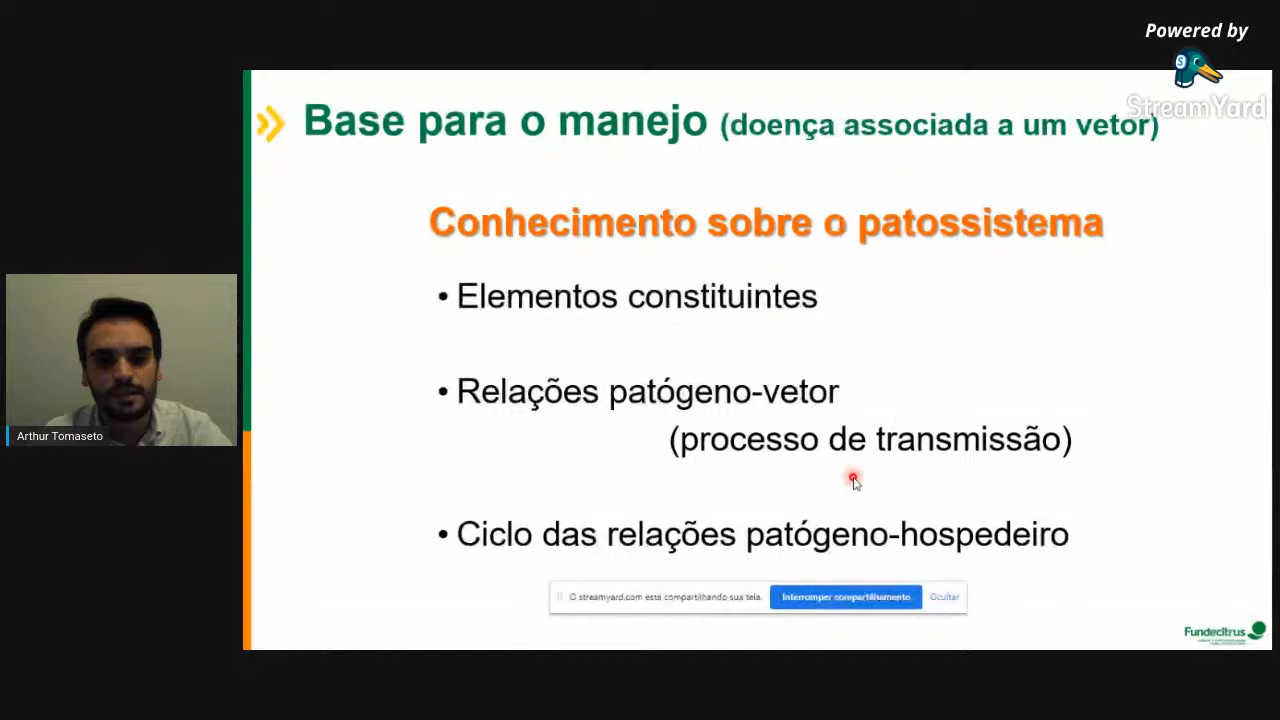 Powered by
StreamYard
Base para o manejo (doença associada a um vetor)
Conhecimento sobre o patossistema
• Elementos constituintes
• Relações patógeno-vetor
(processo de transmissão)
• Ciclo das relações patógeno-hospedeiro
Arthur Tomaseto
O streamyard.com está compartilhando sua tela.
Interromper compartilhamento
Ocultar
Fundecitrus